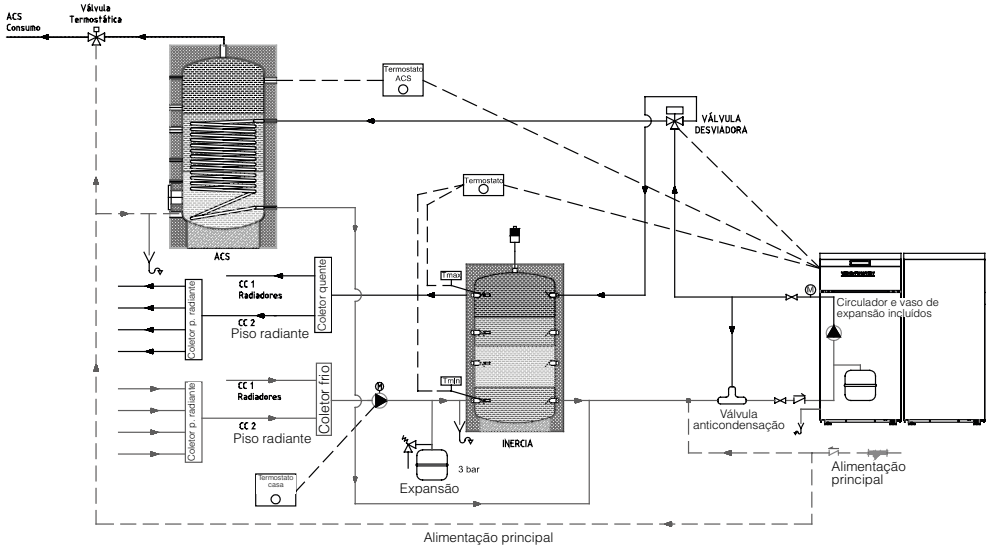 ACS
Consumo
Válvula
Termostática
Termostato
ACS
VÁLVULA
DESVIADORA
Termostato
ACS
Tmax
Coletor p. radiante
CC 1
Radiadores
CC 2
Piso radiante
Coletor quente
M
Circulador e vaso de
expansão incluídos
Coletor p. radiante
CC 1
Radiadores
CC 2
Piso radiante
Coletor frio
M
Tmin
INERCIA
Válvula
anticondensação
3 bar
Expansão
Termostato
casa
Alimentação
principal
Alimentação principal